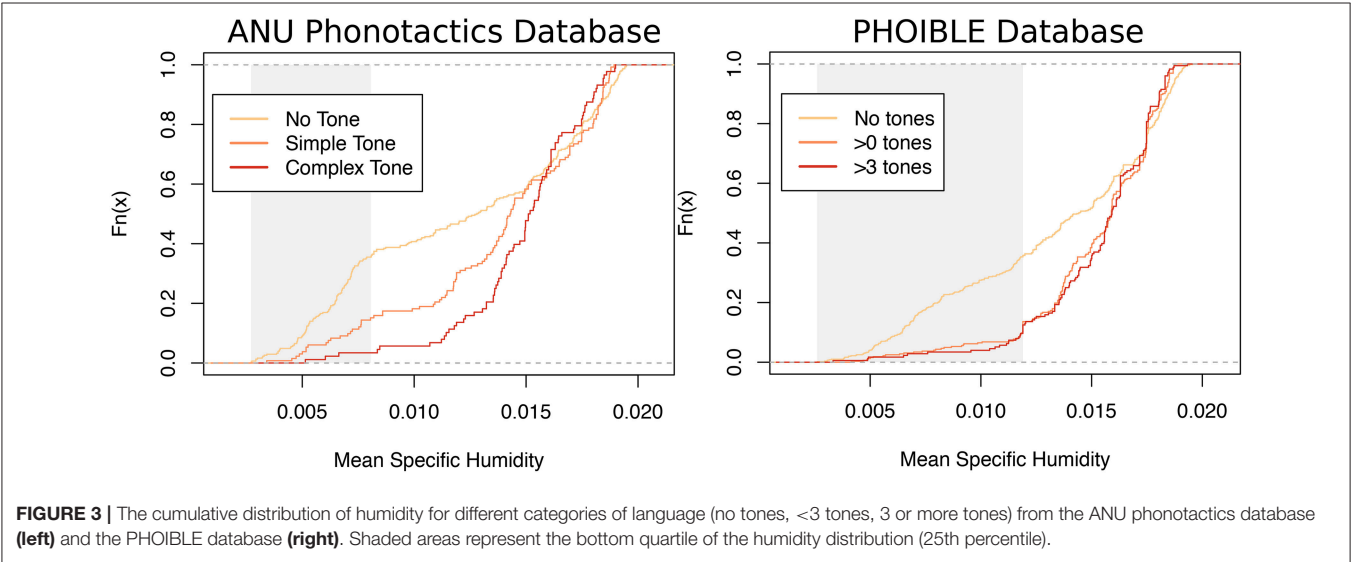 ANU Phonotactics Database
PHOIBLE Database
Fn(x)
0.0 0.2 0.4 0.6 0.8 1.0
No Tone
Simple Tone
Complex Tone
0.005 0.010 0.015 0.020
Mean Specific Humidity
Fn(x)
0.0 0.2 0.4 0.6 0.8 1.0
No tones
>0 tones
>3 tones
0.005 0.010 0.015 0.020
Mean Specific Humidity
FIGURE 3 | The cumulative distribution of humidity for different categories of language (no tones, <3 tones, 3 or more tones) from the ANU phonotactics database
(left) and the PHOIBLE database (right). Shaded areas represent the bottom quartile of the humidity distribution (25th percentile).